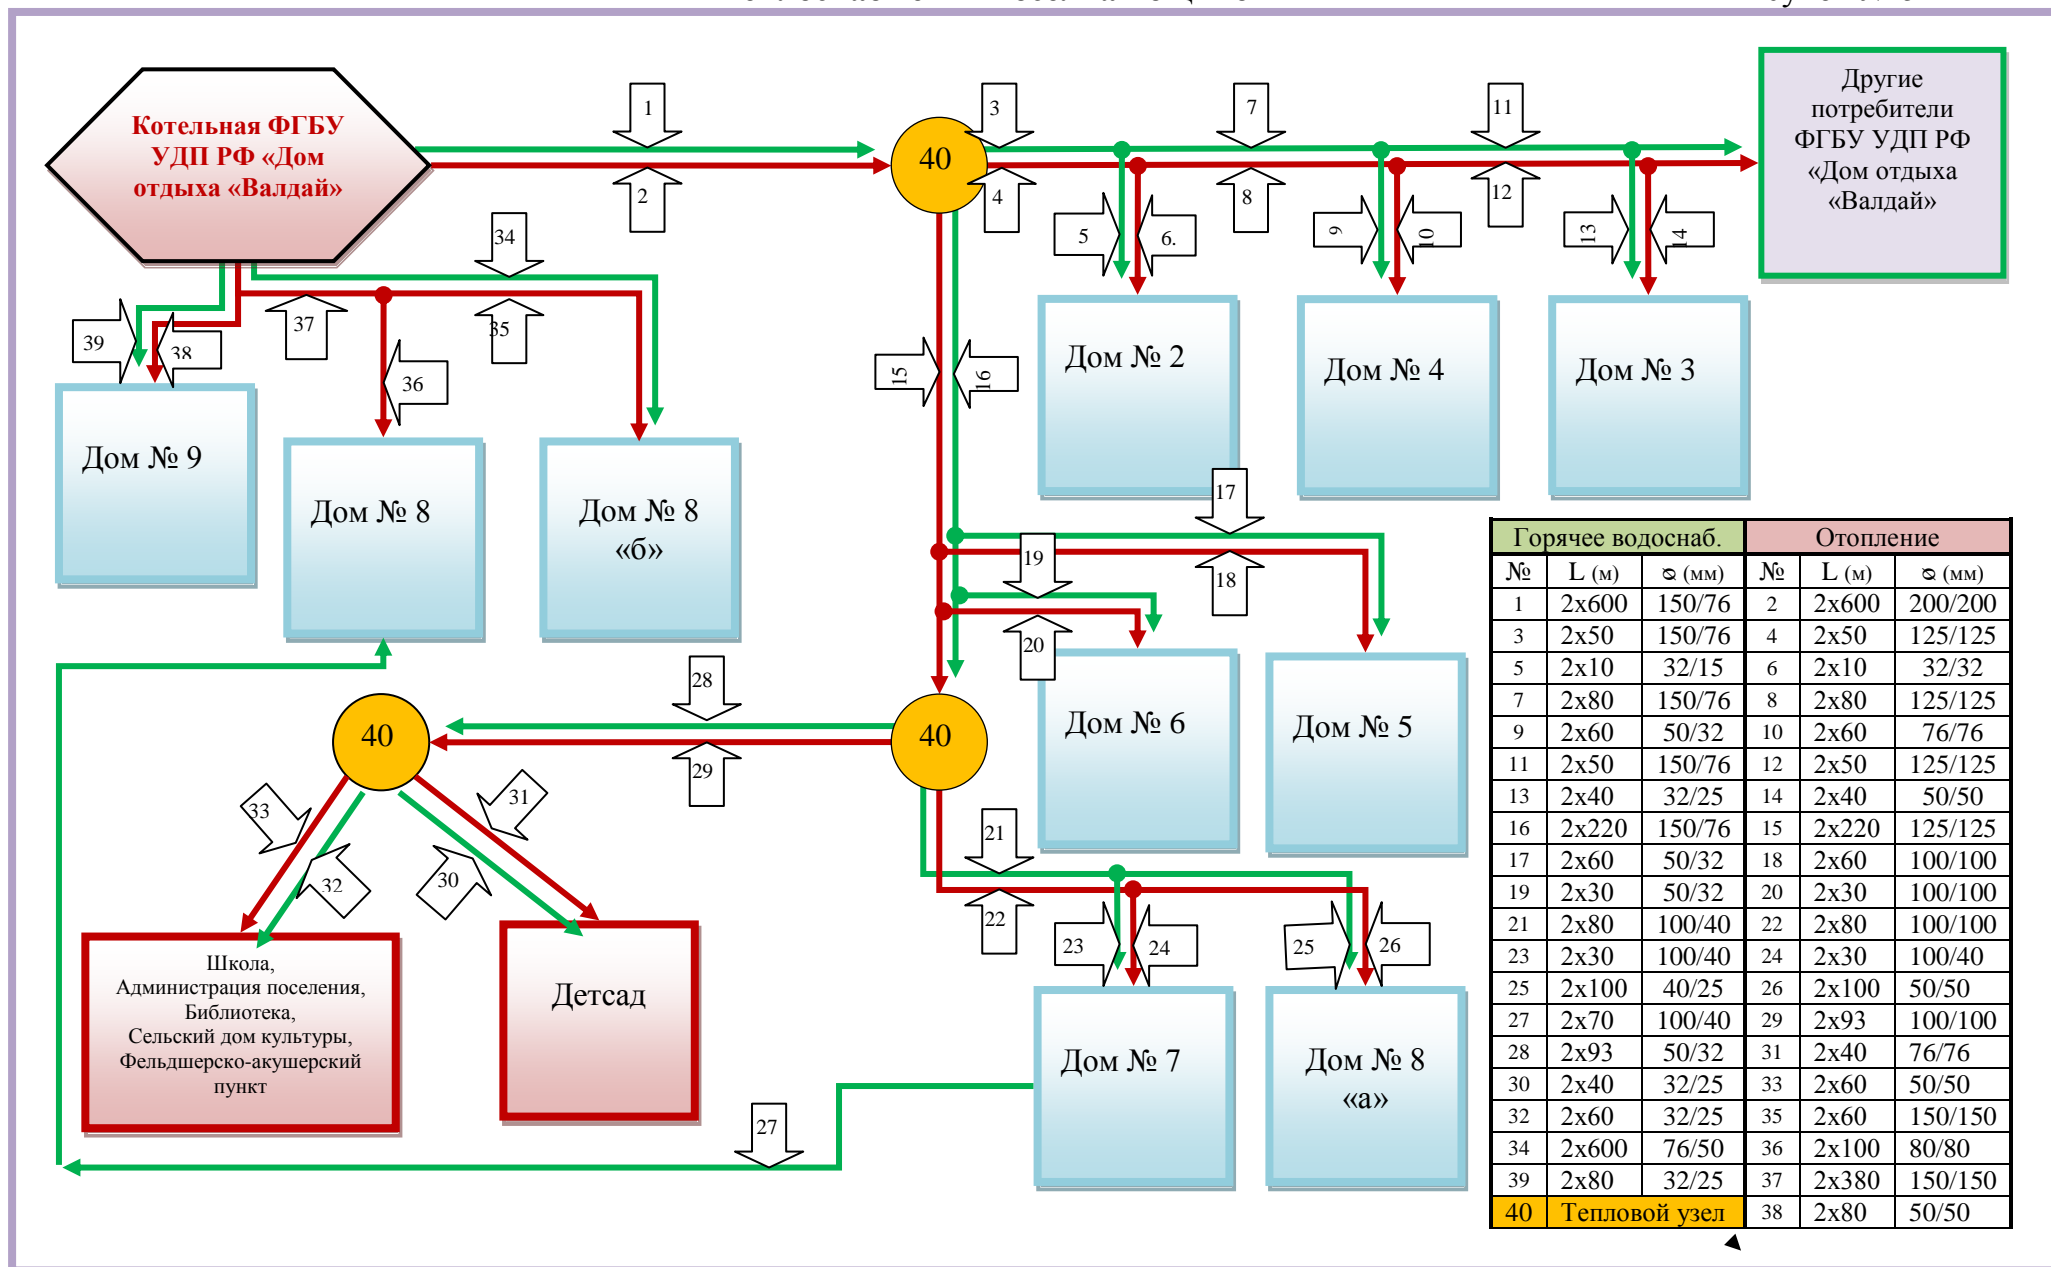 Котельная ФГБУ
УДП РФ «Дом
отдыха «Валдай»
1
2
40
3
4
7
8
11
12
Другие
потребители
ФГБУ УДП РФ
«Дом отдыха
«Валдай»
5
6.
9
10
13
14
34
37
35
39
38
36
15
16
Дом № 2
Дом № 4
Дом № 3
Дом № 9
Дом № 8
Дом № 8
«б»
17
18
19
20
Дом № 6
Дом № 5
28
29
40
40
33
32
31
30
21
22
23
24
25
26
Школа,
Администрация поселения,
Библиотека,
Сельский дом культуры,
Фельдшерско-акушерский
пункт
Детсад
Дом № 7
Дом № 8
«а»
27
Горячее водоснаб. Отопление
№ L (м) ⦰ (мм) № L (м) ⦰ (мм)
1 2х600 150/76 2 2х600 200/200
3 2х50 150/76 4 2х50 125/125
5 2х10 32/15 6 2х10 32/32
7 2х80 150/76 8 2х80 125/125
9 2х60 50/32 10 2х60 76/76
11 2х50 150/76 12 2х50 125/125
13 2х40 32/25 14 2х40 50/50
16 2х220 150/76 15 2х220 125/125
17 2х60 50/32 18 2х60 100/100
19 2х30 50/32 20 2х30 100/100
21 2х80 100/40 22 2х80 100/100
23 2х30 100/40 24 2х30 100/40
25 2х100 40/25 26 2х100 50/50
27 2х70 100/40 29 2х93 100/100
28 2х93 50/32 31 2х40 76/76
30 2х40 32/25 33 2х60 50/50
32 2х60 32/25 35 2х60 150/150
34 2х600 76/50 36 2х100 80/80
39 2х80 32/25 37 2х380 150/150
40 Тепловой узел 38 2х80 50/50